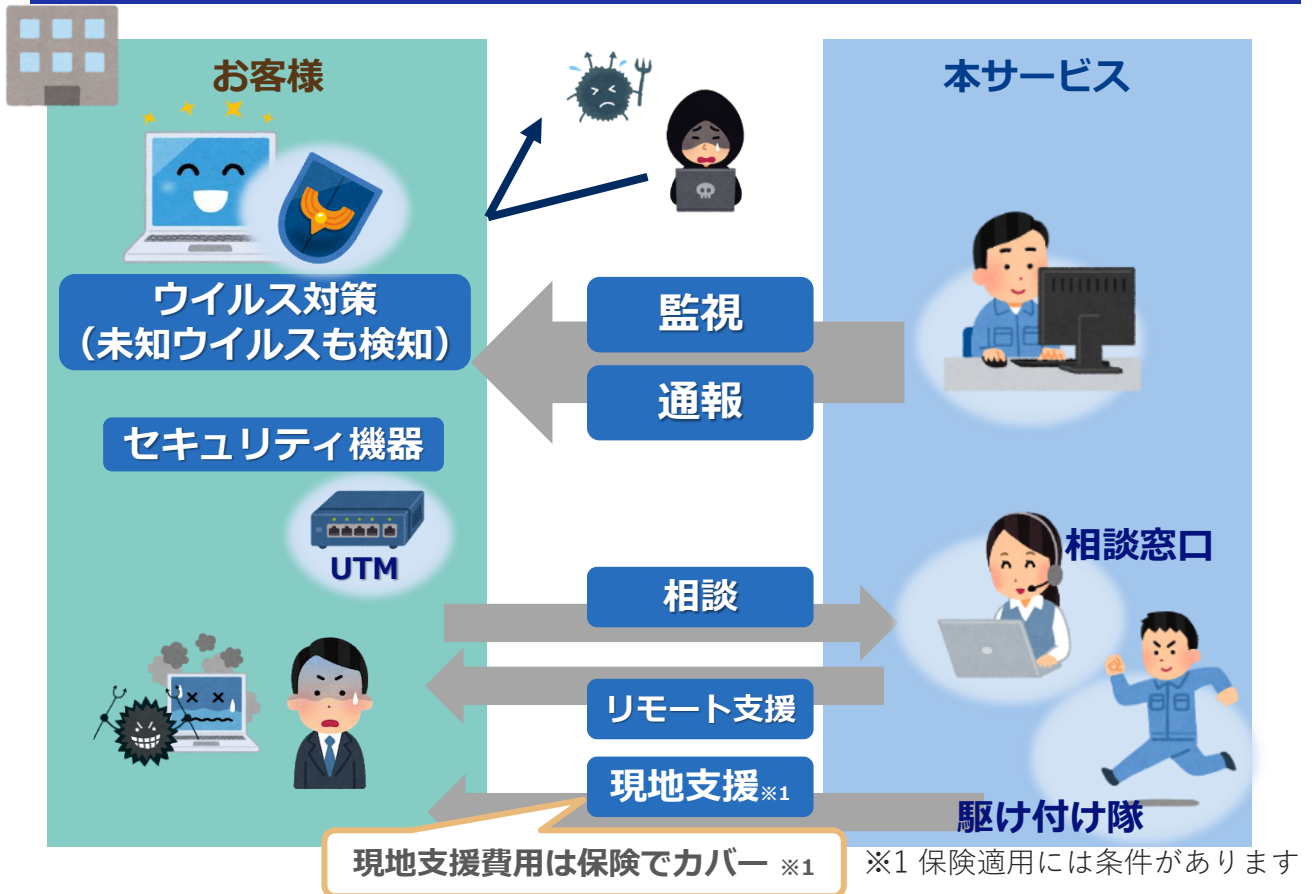 お客様
本サービス
ウイルス対策
（未知ウイルスも検知）
監視
通報
セキュリティ機器
UTM
相談
相談窓口
リモート支援
現地支援※1
駆け付け隊
現地支援費用は保険でカバー ※1
※1 保険適用には条件があります